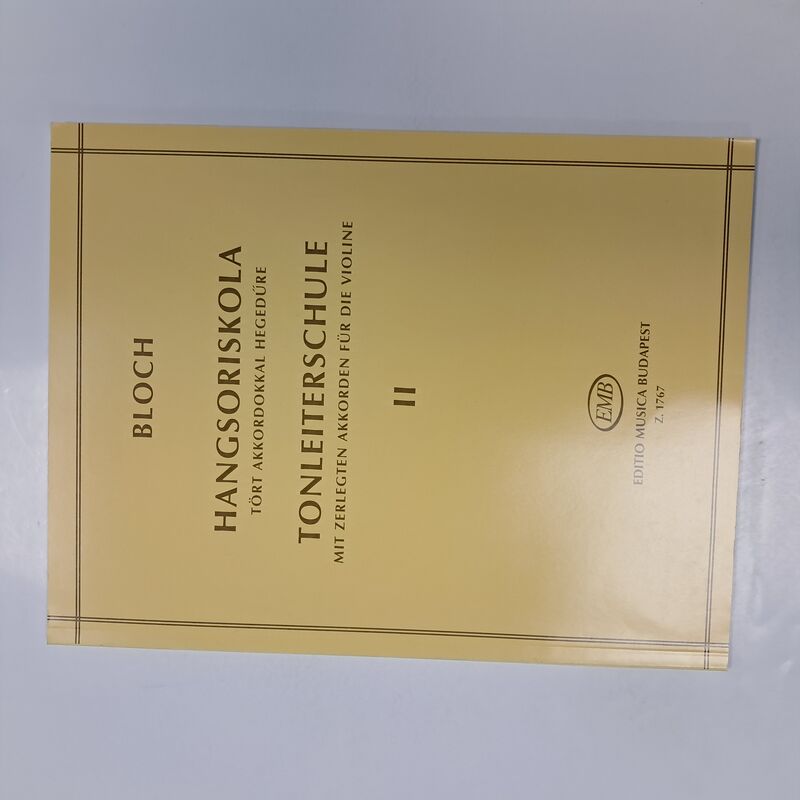 BLOCH
HANGSORISKOLA
TÖRT AKKORDOKKAL HEGEDŰRE
TONLEITERSCHULE
MIT ZERLEGTEN AKKORDEN FÜR DIE VIOLINE
II
EMB
EDITIO MUSICA BUDAPEST
Z. 1767